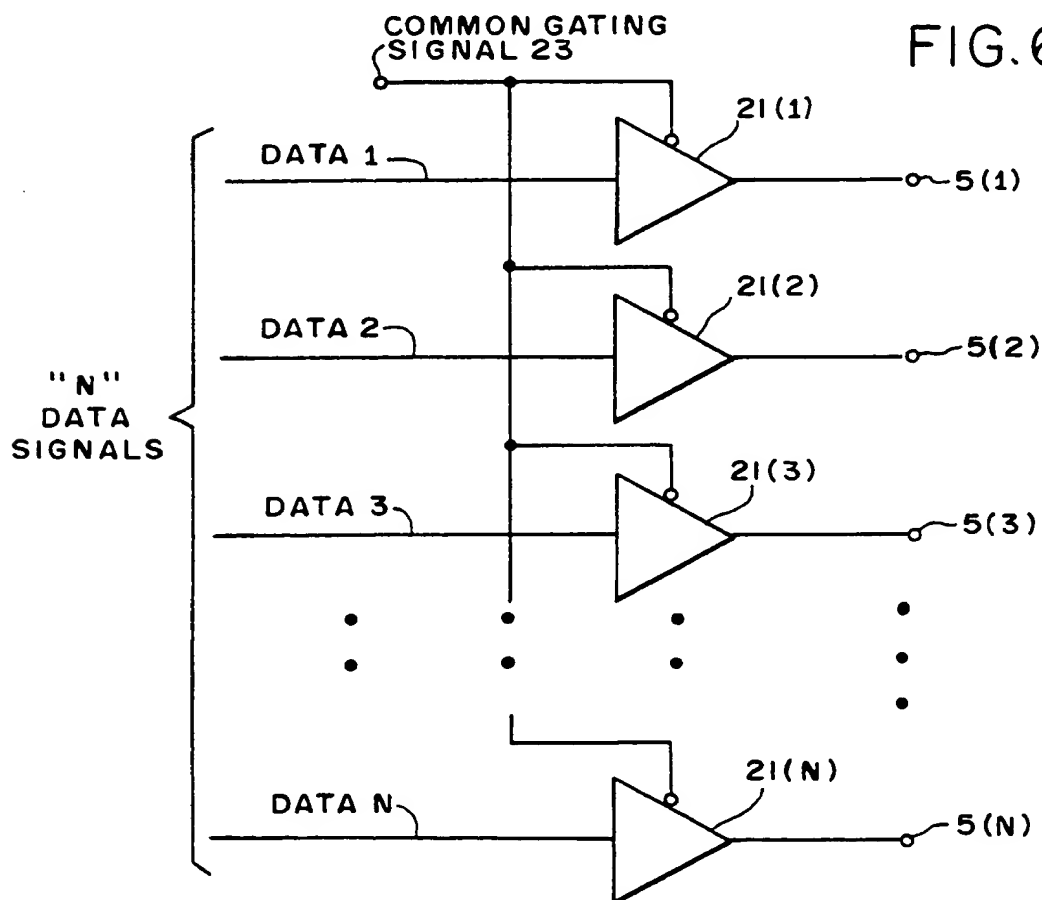 COMMON GATING
SIGNAL 23
FIG.6
21(1)
DATA 1
5(1)
21(2)
DATA 2
5(2)
"N"
DATA
SIGNALS
21(3)
DATA 3
5(3)
21(N)
DATA N
5(N)